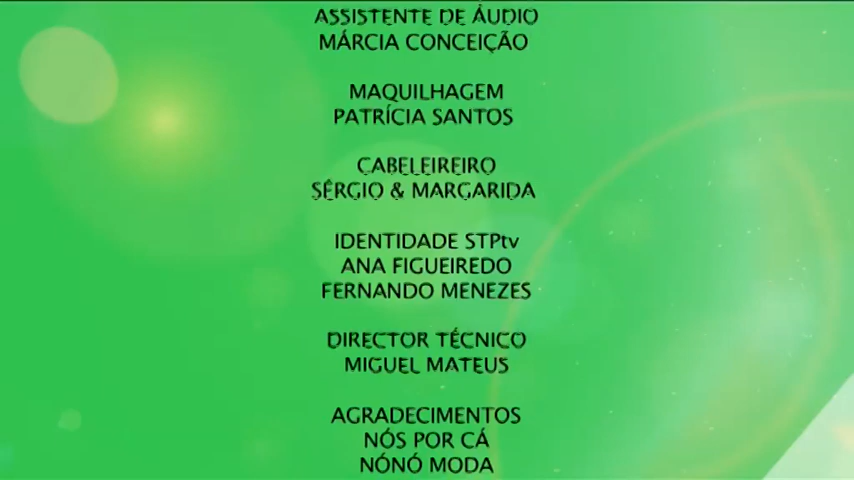 ASSISTENTE DE ÁUDIO
MÁRCIA CONCEIÇÃO
MAQUILHAGEM
PATRÍCIA SANTOS
CABELEIREIRO
SÉRGIO & MARGARIDA
IDENTIDADE STPtv
ANA FIGUEIREDO
FERNANDO MENEZES
DIRECTOR TÉCNICO
MIGUEL MATEUS
AGRADECIMENTOS
NÓS POR CÁ
NÓNÓ MODA